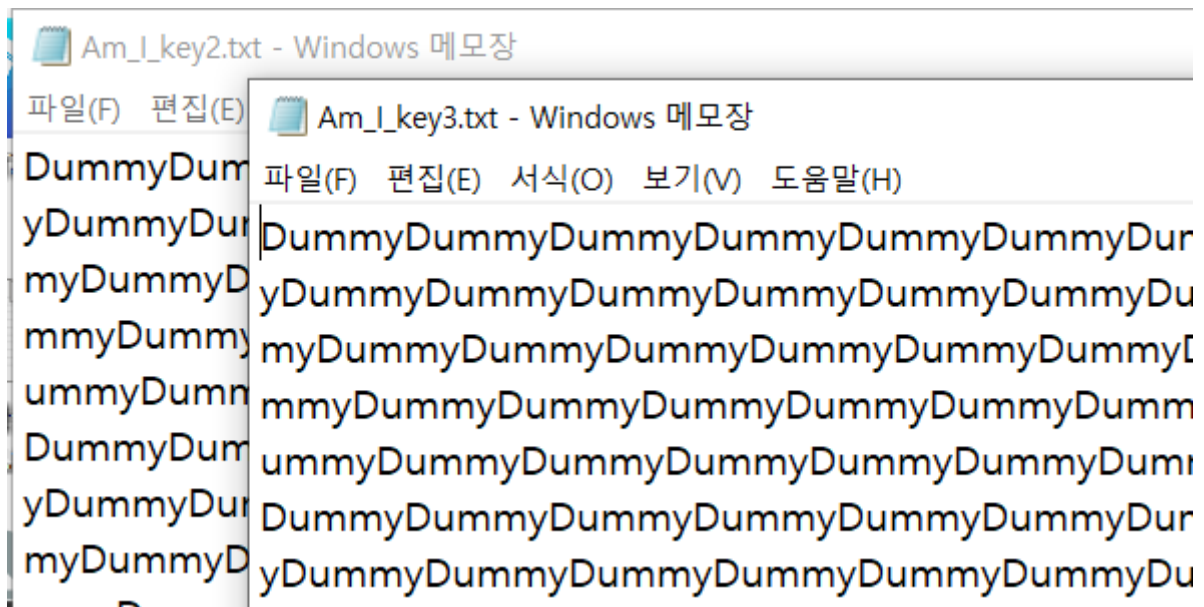 Am_I_key2.txt - Windows 메모장
파일(F) 편집(E)
DummyDum
yDummyDu
myDummyD
mmyDummy
ummyDumm
DummyDum
yDummyDu
myDummyD
Am_I_key3.txt - Windows 메모장
파일(F) 편집(E) 서식(O) 보기(V) 도움말(H)
DummyDummyDummyDummyDummyDummyDu
yDummyDummyDummyDummyDummyDummyDu
myDummyDummyDummyDummyDummyDummy
mmyDummyDummyDummyDummyDummyDumm
ummyDummyDummyDummyDummyDummyDum
DummyDummyDummyDummyDummyDummyDu
yDummyDummyDummyDummyDummyDummyDu